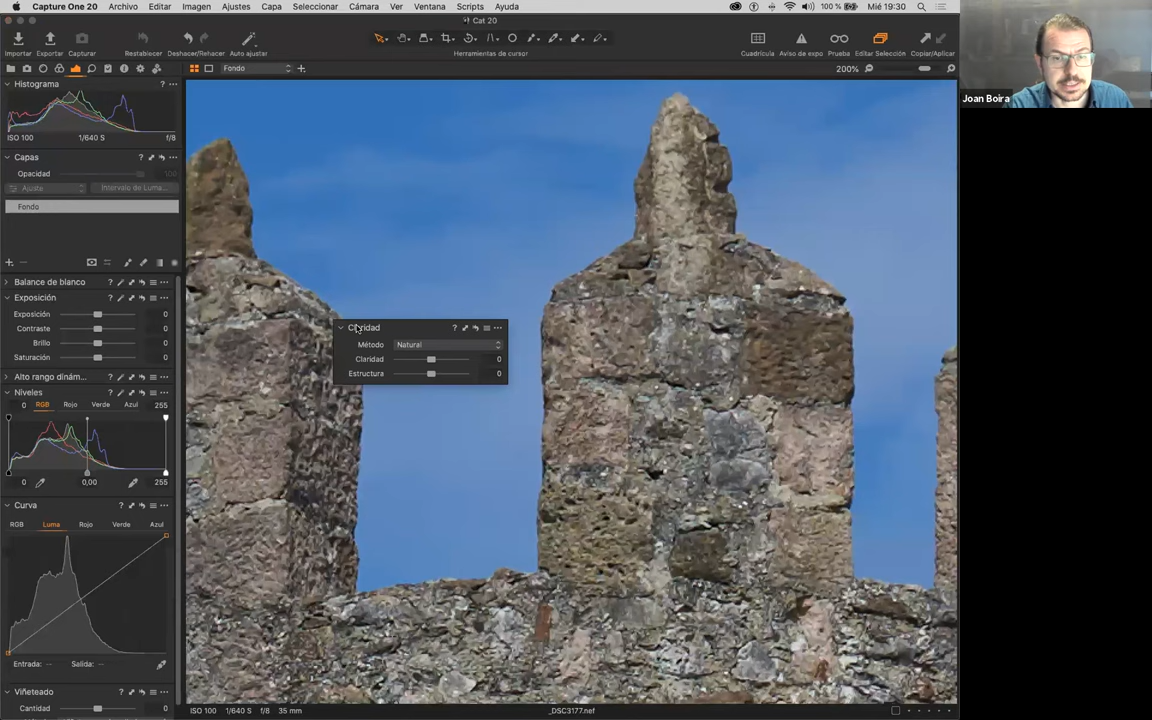 Capture One 20 Archivo Editar Imagen Ajustes Capa Seleccionar Cámara Ver Ventana Scripts Ayuda 100 % Mié 19:30
Cat 20
Importar Exportar Capturar Restablecer Deshacer/Rehacer Auto ajustar Herramientas de cursor Cuadrícula Aviso de expo Prueba Editar Selección Copiar/Aplicar
Fondo 200%
Histograma
ISO 100 1/640 S f/8
Capas
Opacidad 100
Ajuste Intervalo de Luma...
Fondo
Balance de blanco
Exposición
Exposición 0
Contraste 0
Brillo 0
Saturación 0
Alto rango dinám...
Niveles
0 RGB Rojo Verde Azul 255
0 0,00 255
Curva
RGB Luma Rojo Verde Azul
Entrada: -- Salida: --
Viñeteado
Cantidad 0
Claridad
Método Natural
Claridad 0
Estructura 0
ISO 100 1/640 S f/8 35 mm _DSC3177.nef
Joan Boira